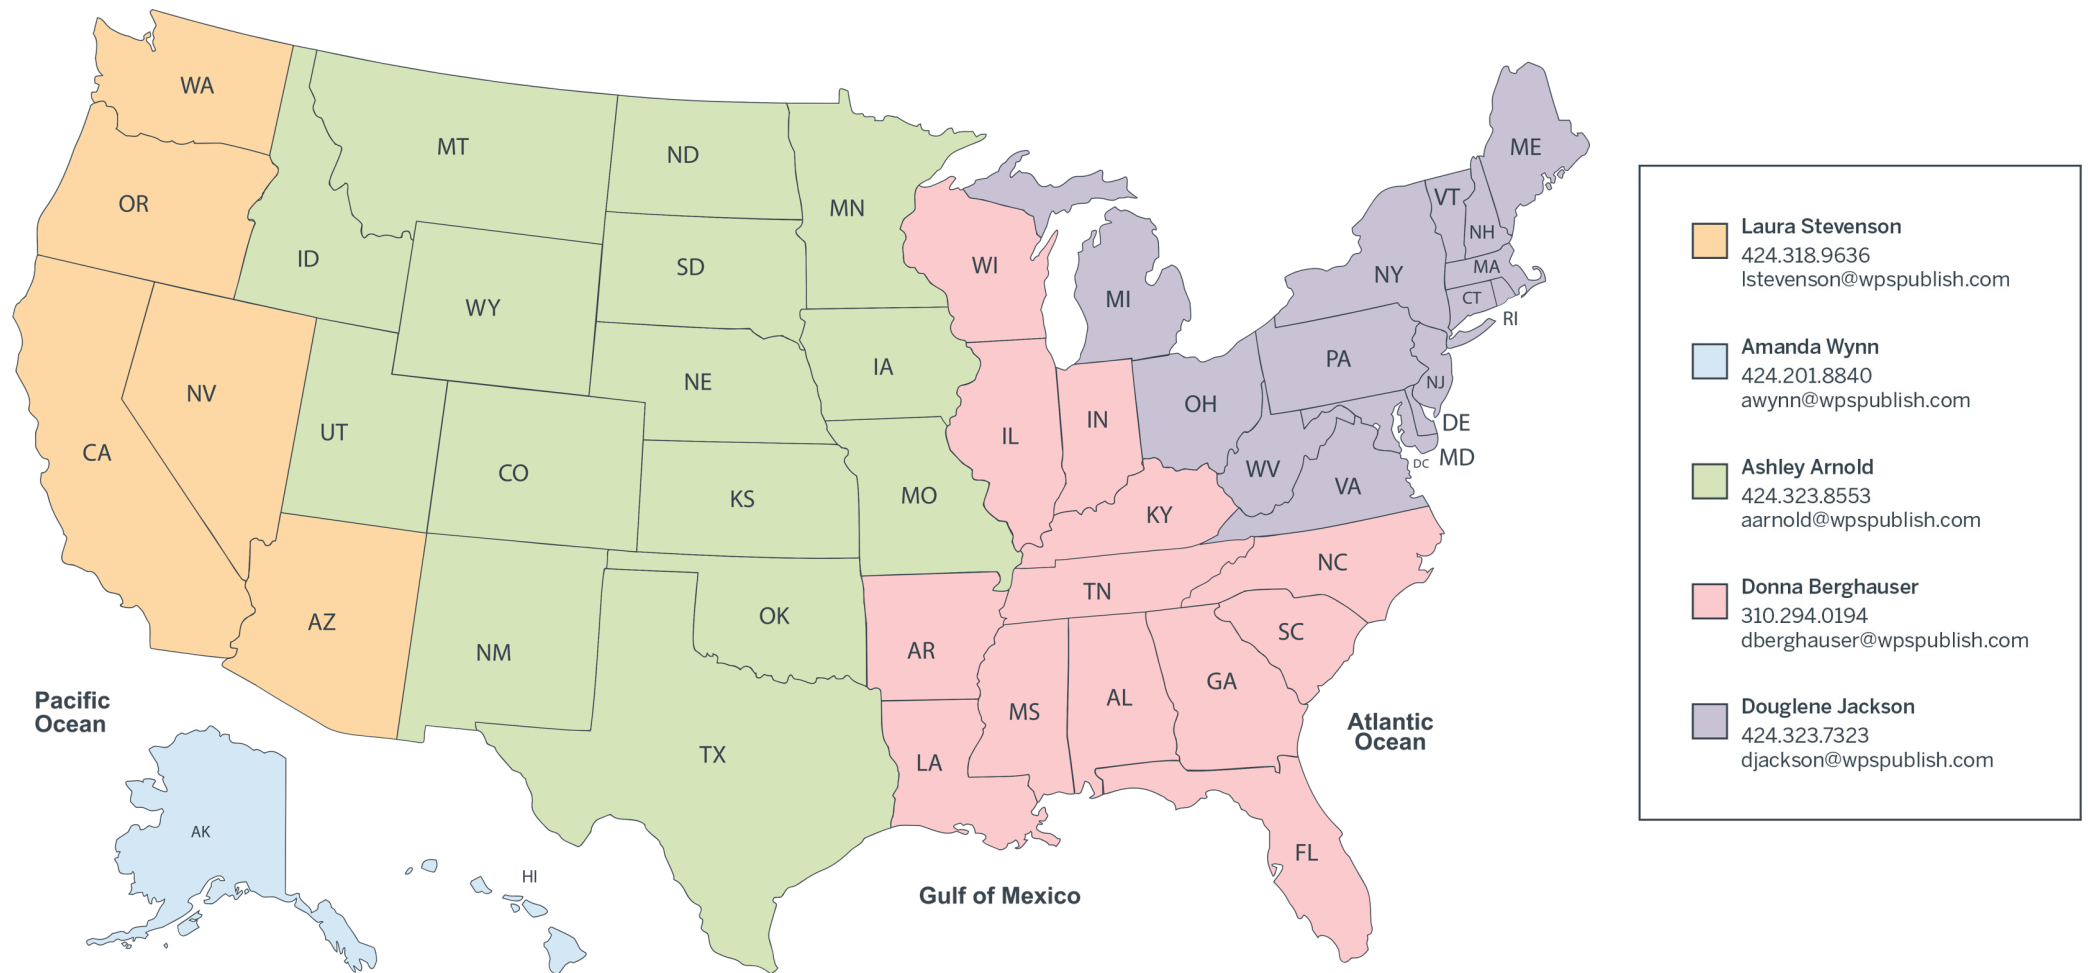 WA
MT
ND
MN
ME
OR
ID
SD
WI
VT
NH
MA
NY
CT
RI
MI
WY
IA
PA
NE
NJ
NV
UT
OH
IN
IL
DE
MD
DC
CA
CO
KS
MO
WV
VA
KY
NC
AZ
TN
OK
NM
AR
SC
GA
MS
AL
TX
LA
FL
AK
HI
Pacific
Ocean
Atlantic
Ocean
Gulf of Mexico
Laura Stevenson
424.318.9636
lstevenson@wpspublish.com
Amanda Wynn
424.201.8840
awynn@wpspublish.com
Ashley Arnold
424.323.8553
aarnold@wpspublish.com
Donna Berghauser
310.294.0194
dberghauser@wpspublish.com
Douglene Jackson
424.323.7323
djackson@wpspublish.com